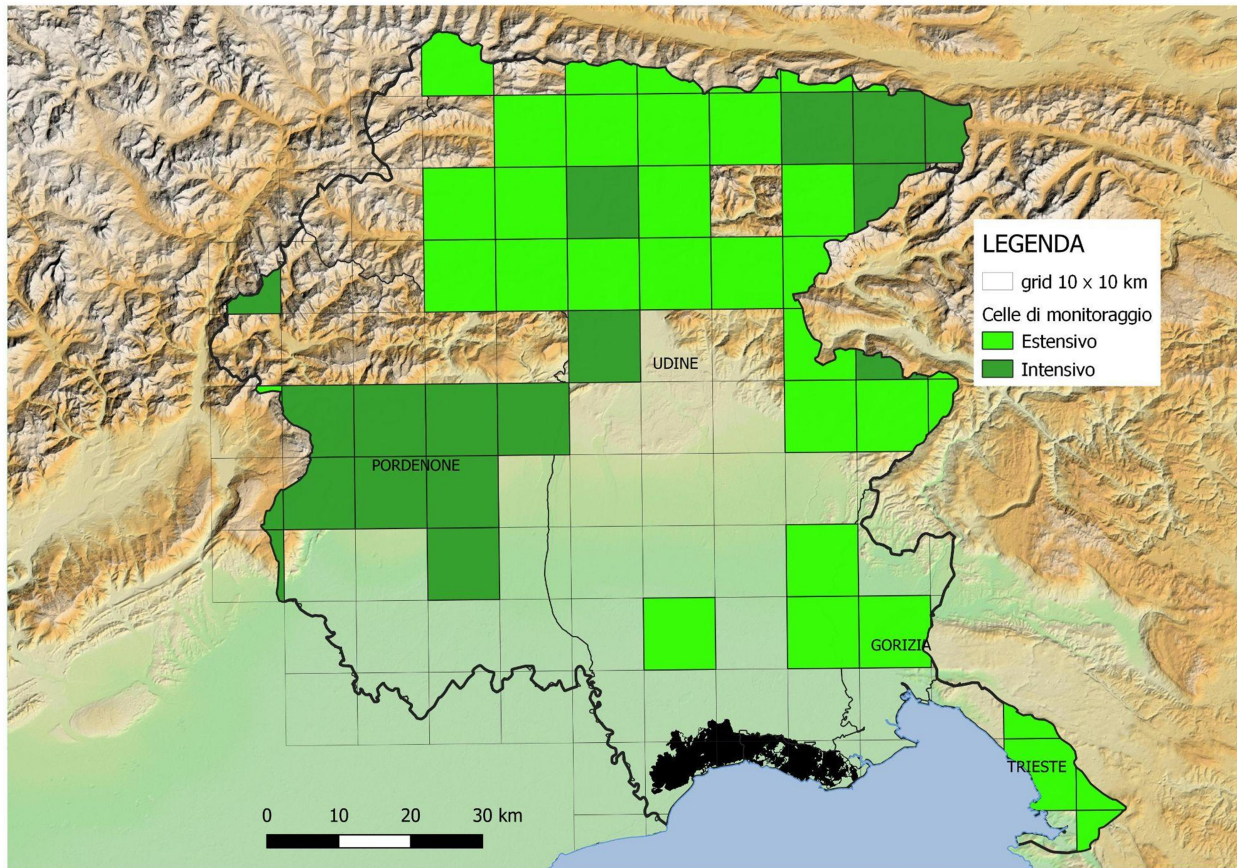 LEGENDA
grid 10 x 10 km
Celle di monitoraggio
Estensivo
Intensivo
UDINE
PORDENONE
GORIZIA
TRIESTE
0 10 20 30 km